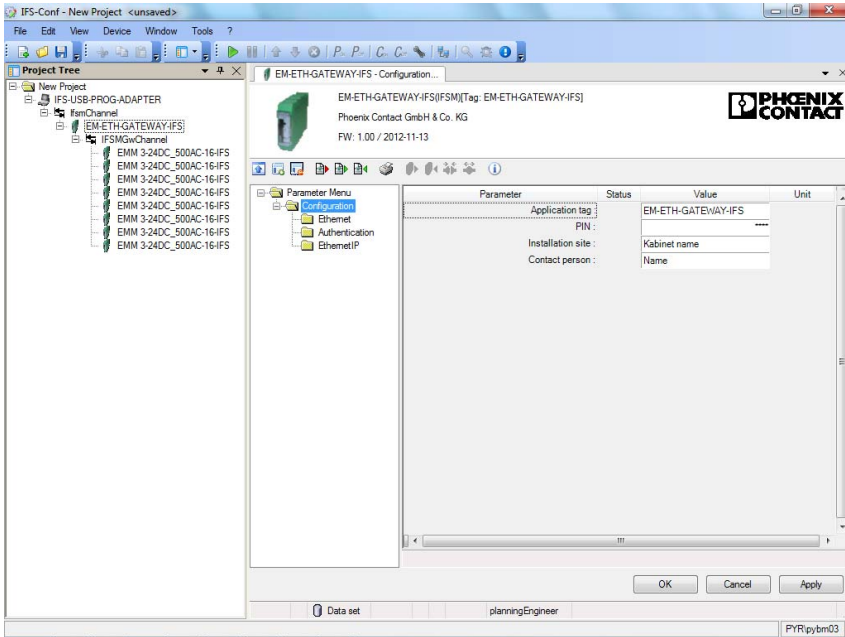 IFS-Conf - New Project <unsaved>
File Edit View Device Window Tools ?
Project Tree
New Project
IFS-USB-PROG-ADAPTER
IfsmChannel
EM-ETH-GATEWAY-IFS
IFSMGwChannel
EMM 3-24DC_500AC-16-IFS
EMM 3-24DC_500AC-16-IFS
EMM 3-24DC_500AC-16-IFS
EMM 3-24DC_500AC-16-IFS
EMM 3-24DC_500AC-16-IFS
EMM 3-24DC_500AC-16-IFS
EMM 3-24DC_500AC-16-IFS
EMM 3-24DC_500AC-16-IFS
EM-ETH-GATEWAY-IFS - Configuration...
EM-ETH-GATEWAY-IFS(IFSM)[Tag: EM-ETH-GATEWAY-IFS]
Phoenix Contact GmbH & Co. KG
FW: 1.00 / 2012-11-13
PHŒNIX
CONTACT
Parameter Menu
Configuration
Ethernet
Authentication
EthernetIP
Parameter Status Value Unit
Application tag : EM-ETH-GATEWAY-IFS
PIN : ****
Installation site : Kabinet name
Contact person : Name
OK Cancel Apply
Data set planningEngineer
PYR\pybm03